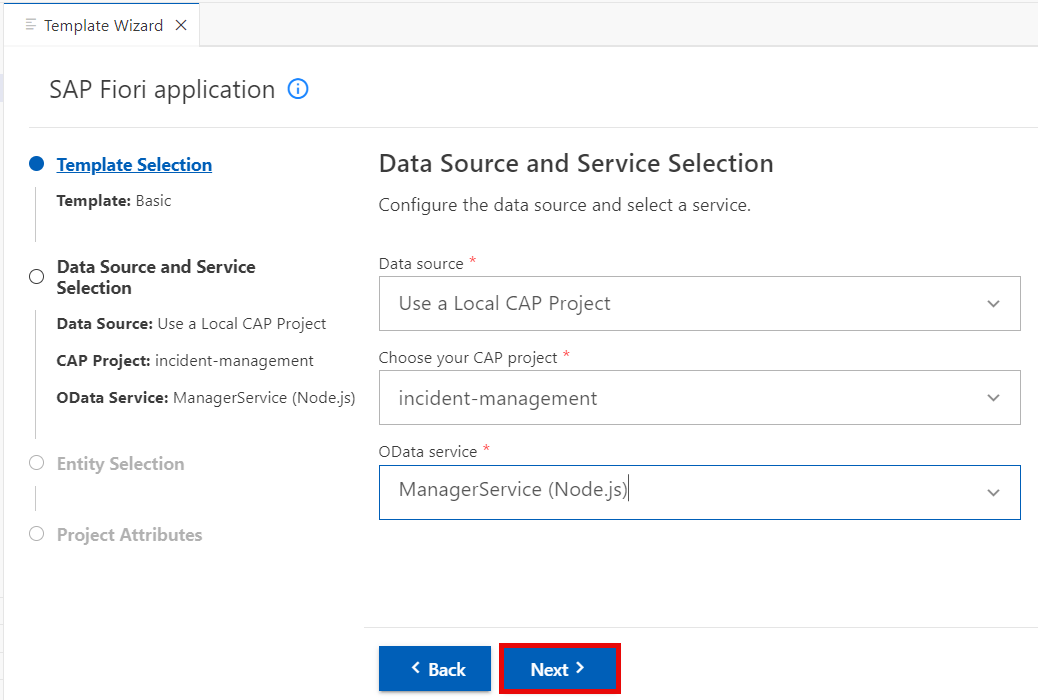 Template Wizard
SAP Fiori application
Template Selection
Template: Basic
Data Source and Service
Selection
Data Source: Use a Local CAP Project
CAP Project: incident-management
OData Service: ManagerService (Node.js)
Entity Selection
Project Attributes
Data Source and Service Selection
Configure the data source and select a service.
Data source *
Use a Local CAP Project
Choose your CAP project *
incident-management
OData service *
ManagerService (Node.js)
Back
Next